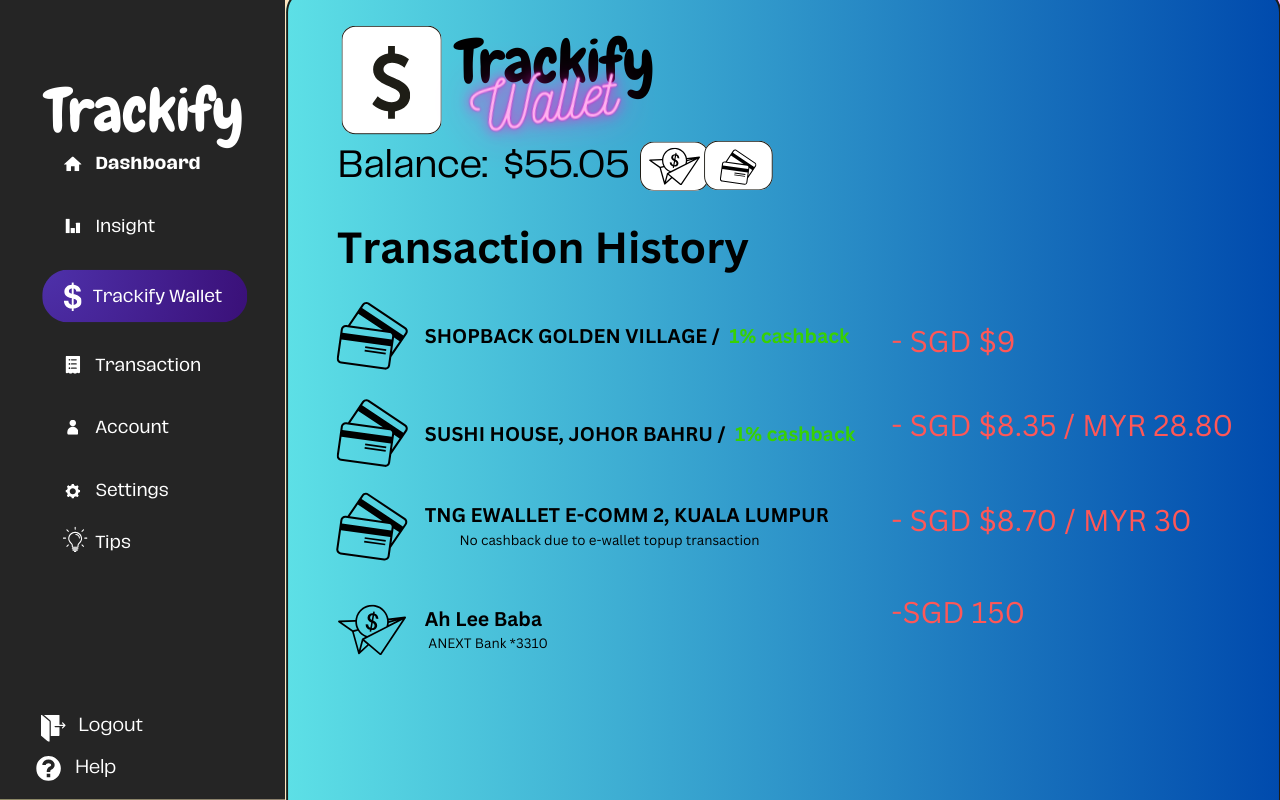 Trackify
Dashboard
Insight
$ Trackify Wallet
Transaction
Account
Settings
Tips
Logout
? Help
$
Trackify
Wallet
Balance: $55.05
$
Transaction History
SHOPBACK GOLDEN VILLAGE / 1% cashback - SGD $9
SUSHI HOUSE, JOHOR BAHRU / 1% cashback - SGD $8.35 / MYR 28.80
TNG EWALLET E-COMM 2, KUALA LUMPUR - SGD $8.70 / MYR 30
No cashback due to e-wallet topup transaction
$ Ah Lee Baba -SGD 150
ANEXT Bank *3310